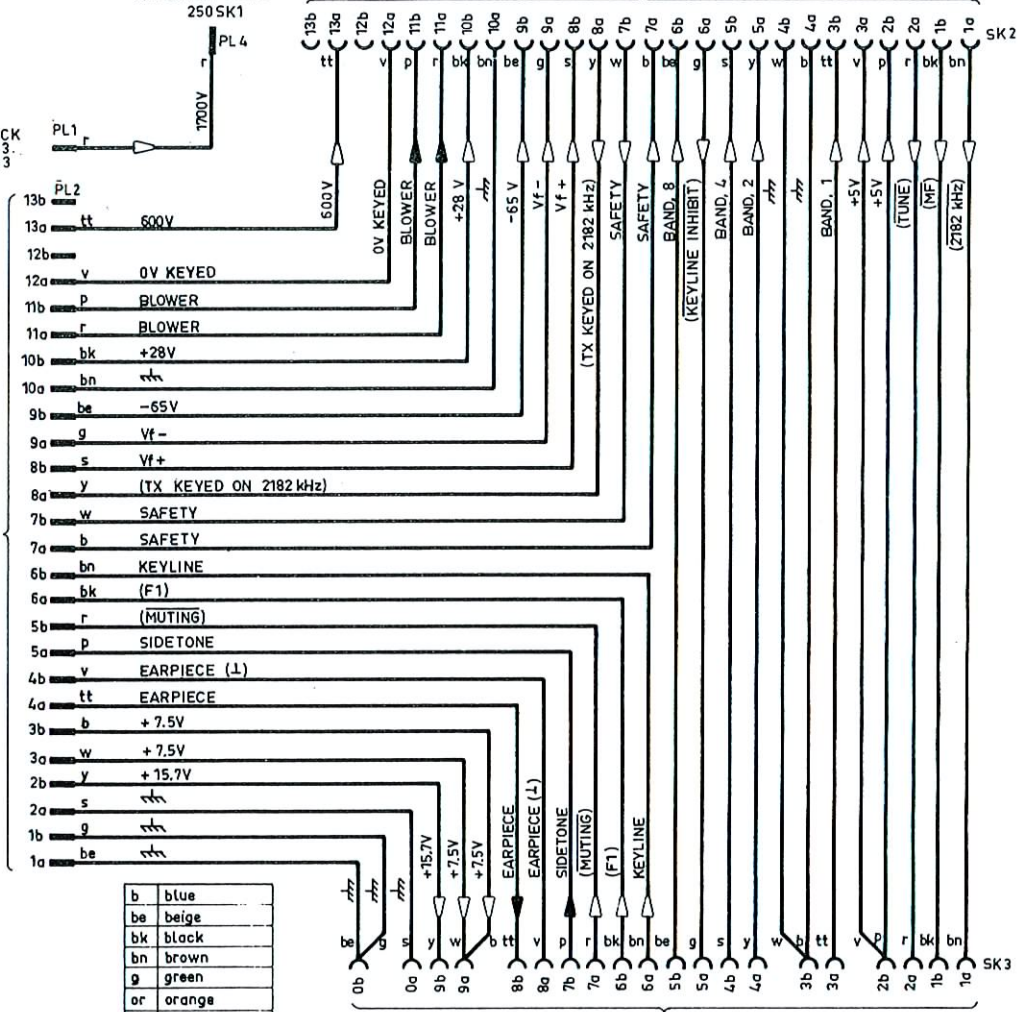 250SK1
PL 4
r
1700V
CK
3.
3
PL1
r
13b 13a 12b 12a 11b 11a 10b 10a 9b 9a 8b 8a 7b 7a 6b 6a 5b 5a 4b 4a 3b 3a 2b 2a 1b 1a
SK2
tt v p r bk bn be g s y w b be g s y w b tt v p r bk bn
600V
0V KEYED
BLOWER
BLOWER
+28 V
-65 V
Vf -
Vf +
(TX KEYED ON 2182 kHz)
SAFETY
SAFETY
BAND, 8
(KEYLINE INHIBIT)
BAND, 4
BAND, 2
BAND, 1
+5V
+5V
(TUNE)
(MF)
(2182 kHz)
PL2
13b
13a tt 600V
12b
12a v 0V KEYED
11b p BLOWER
11a r BLOWER
10b bk +28V
10a bn
9b be -65V
9a g Vf -
8b s Vf +
8a y (TX KEYED ON 2182 kHz)
7b w SAFETY
7a b SAFETY
6b bn KEYLINE
6a bk (F1)
5b r (MUTING)
5a p SIDETONE
4b v EARPIECE (⊥)
4a tt EARPIECE
3b b + 7.5V
3a w + 7.5V
2b y + 15.7V
2a s
1b g
1a be
+15.7V
+7.5V
+7.5V
EARPIECE
EARPIECE (⊥)
SIDETONE
(MUTING)
(F1)
KEYLINE
be g s y w b tt v p r bk bn be g s y w b tt v p r bk bn
0b 0a 9b 9a 8b 8a 7b 7a 6b 6a 5b 5a 4b 4a 3b 3a 2b 2a 1b 1a
SK3
b blue
be beige
bk black
bn brown
g green
or orange